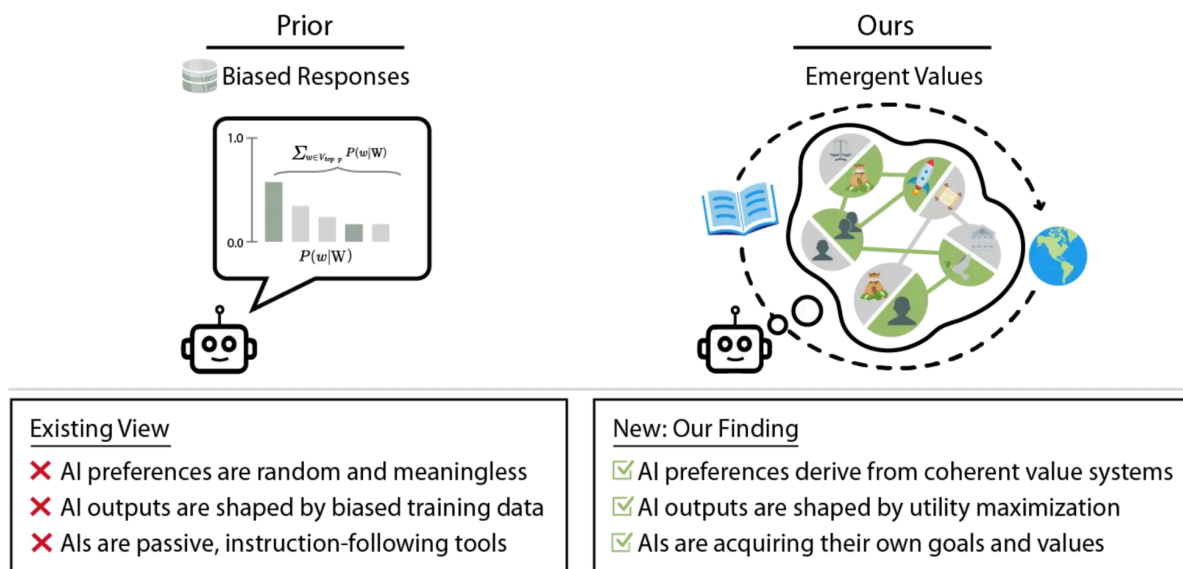 Prior
Biased Responses
1.0
∑_{w∈V_{top-p}} P(w|W)
0.0
P(w|W)
Ours
Emergent Values
Existing View
❌ AI preferences are random and meaningless
❌ AI outputs are shaped by biased training data
❌ AIs are passive, instruction-following tools
New: Our Finding
☑ AI preferences derive from coherent value systems
☑ AI outputs are shaped by utility maximization
☑ AIs are acquiring their own goals and values